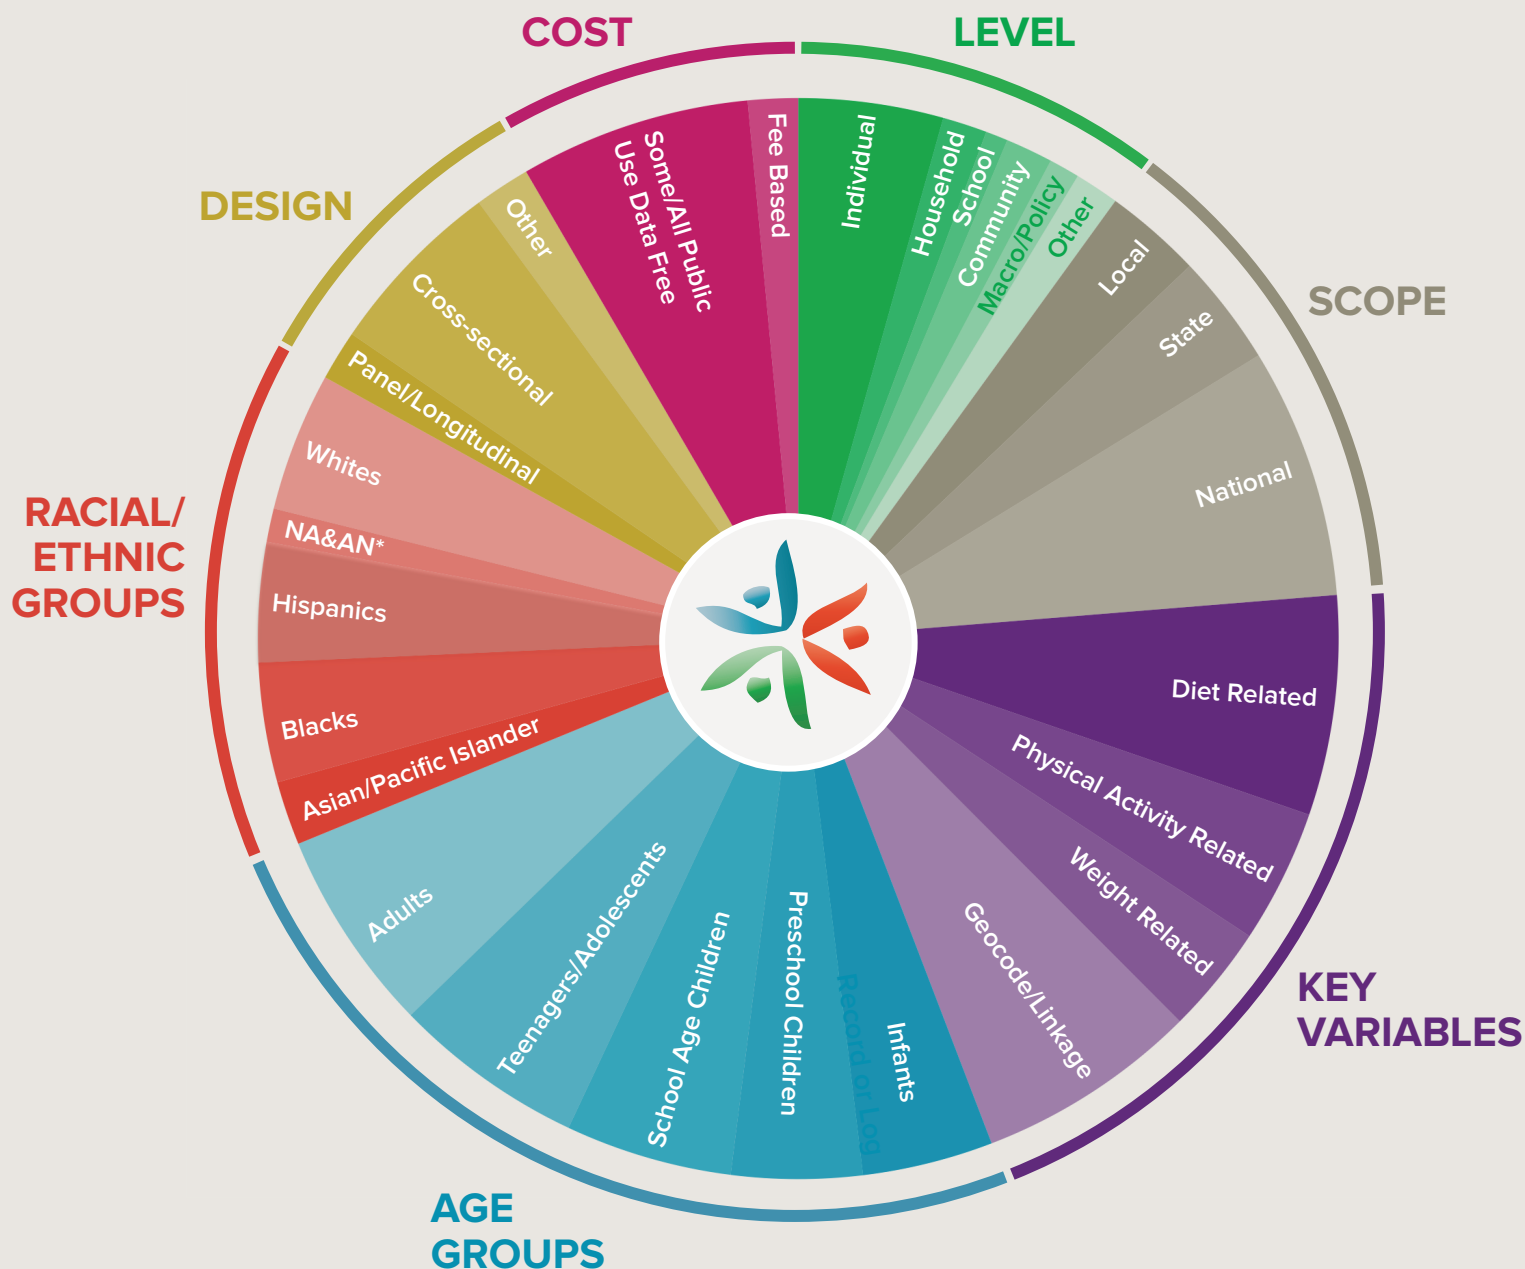 COST
LEVEL
Some/All Public
Use Data Free
Fee Based
Individual
Household
School
Community
Macro/Policy
Other
SCOPE
Local
State
National
KEY
VARIABLES
Diet Related
Physical Activity Related
Weight Related
Geocode/Linkage
AGE
GROUPS
Infants
Record or Log
Preschool Children
School Age Children
Teenagers/Adolescents
Adults
RACIAL/
ETHNIC
GROUPS
Asian/Pacific Islander
Blacks
Hispanics
NA&AN*
Whites
DESIGN
Panel/Longitudinal
Cross-sectional
Other